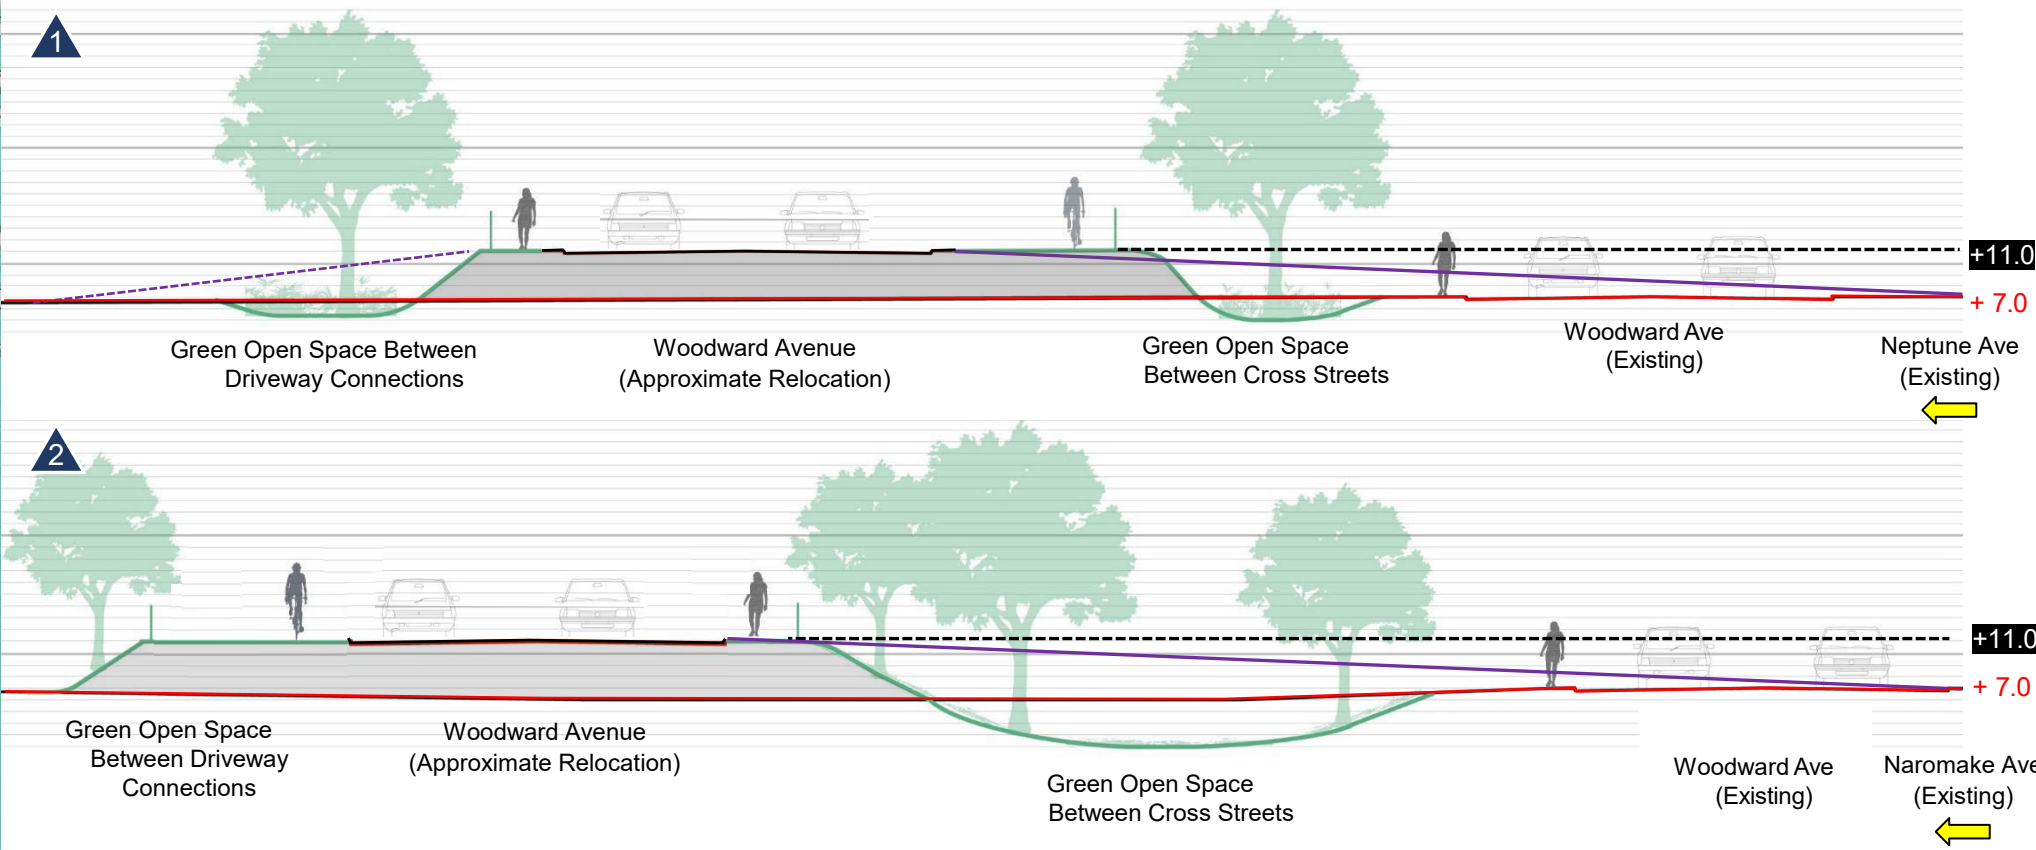 1
+11.0
+ 7.0
Green Open Space Between
Driveway Connections
Woodward Avenue
(Approximate Relocation)
Green Open Space
Between Cross Streets
Woodward Ave
(Existing)
Neptune Ave
(Existing)
2
+11.0
+ 7.0
Green Open Space
Between Driveway
Connections
Woodward Avenue
(Approximate Relocation)
Green Open Space
Between Cross Streets
Woodward Ave
(Existing)
Naromake Ave
(Existing)